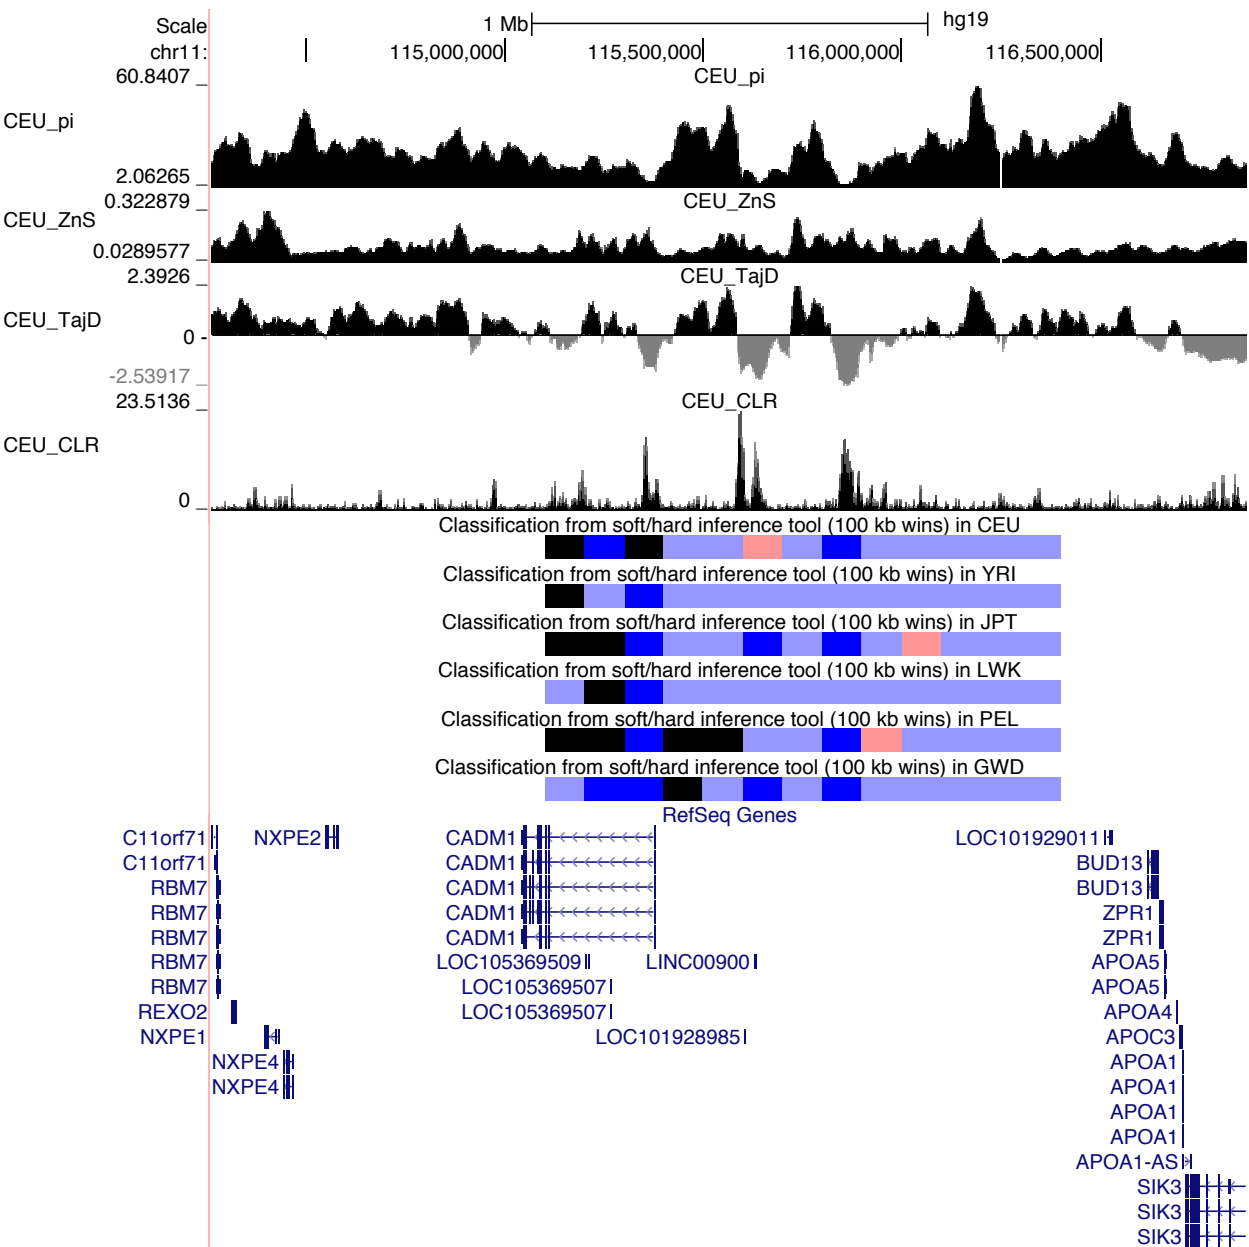 Scale 1 Mb hg19
chr11: 115,000,000 115,500,000 116,000,000 116,500,000
60.8407 _ CEU_pi
CEU_pi
2.06265 _
0.322879 _ CEU_ZnS
CEU_ZnS
0.0289577 _
2.3926 _ CEU_TajD
CEU_TajD
0 -
-2.53917 _
23.5136 _ CEU_CLR
CEU_CLR
0 _
Classification from soft/hard inference tool (100 kb wins) in CEU
Classification from soft/hard inference tool (100 kb wins) in YRI
Classification from soft/hard inference tool (100 kb wins) in JPT
Classification from soft/hard inference tool (100 kb wins) in LWK
Classification from soft/hard inference tool (100 kb wins) in PEL
Classification from soft/hard inference tool (100 kb wins) in GWD
RefSeq Genes
C11orf71 NXPE2 CADM1 LOC101929011
C11orf71 CADM1 BUD13
RBM7 CADM1 BUD13
RBM7 CADM1 ZPR1
RBM7 CADM1 ZPR1
RBM7 LOC105369509 LINC00900 APOA5
RBM7 LOC105369507 APOA5
REXO2 LOC105369507 APOA4
NXPE1 LOC101928985 APOC3
NXPE4 APOA1
NXPE4 APOA1
APOA1
APOA1
APOA1-AS
SIK3
SIK3
SIK3